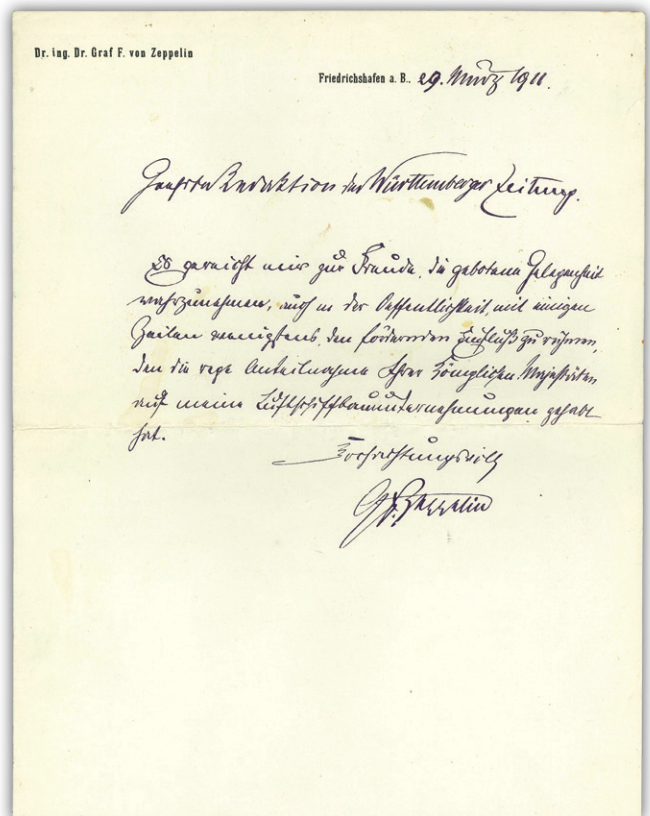 Dr. ing. Dr. Graf F. von Zeppelin
Friedrichshafen a. B., 29. März 1911.
Geehrte Redaktion der Württemberger Zeitung.
Es gereicht mir zur Freude, die gebotene Gelegenheit
wahrzunehmen, auch in der Oeffentlichkeit, mit einigen
Zeilen wenigstens, den fördernden Einfluß zu rühmen,
den die rege Anteilnahme Ihrer Königlichen Majestäten
auf meine Luftschiffbauunternehmungen gehabt
hat.
Hochachtungsvoll
Gf. Zeppelin